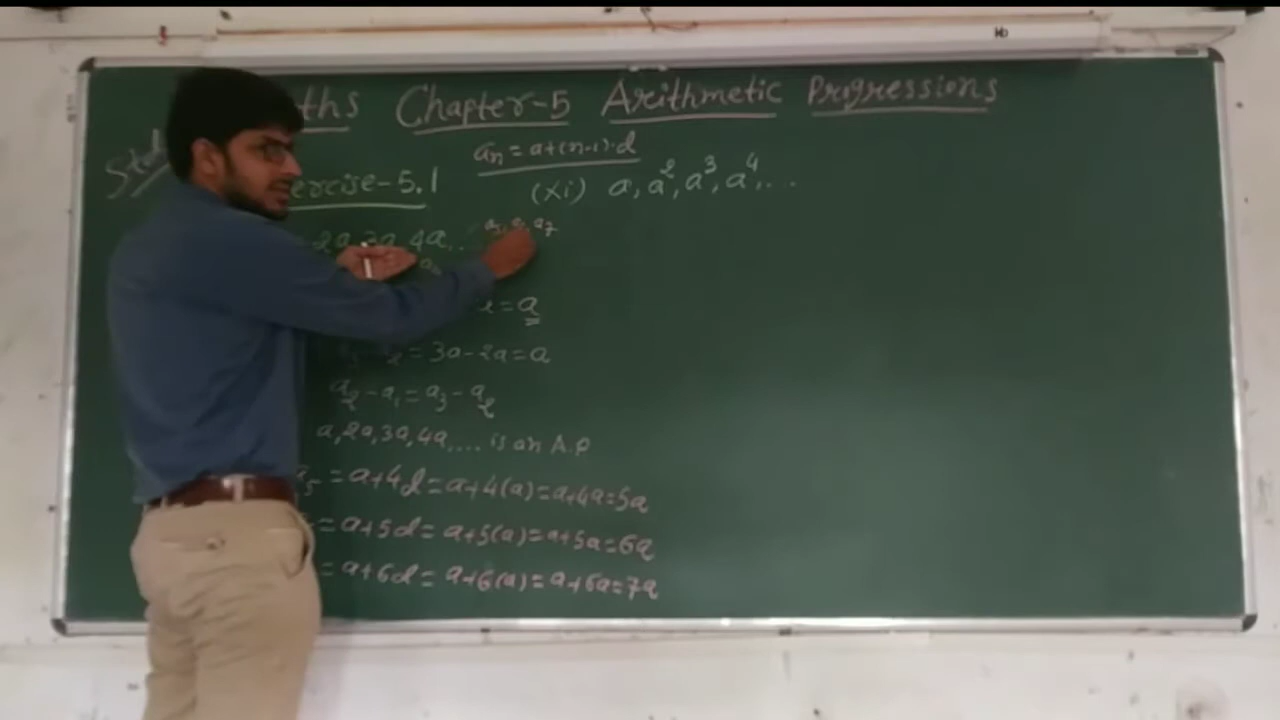 ths Chapter-5 Arithmetic Progressions
aₙ = a+(n-1)·d
ercise-5.1
(xi) a, a², a³, a⁴, ...
2a, 3a, 4a, ... a₅, a₆, a₇
= a
= 3a - 2a = a
a₂ - a₁ = a₃ - a₂
a, 2a, 3a, 4a, .... is an A.P
₅ = a+4d = a+4(a) = a+4a = 5a
= a+5d = a+5(a) = a+5a = 6a
= a+6d = a+6(a) = a+6a = 7a